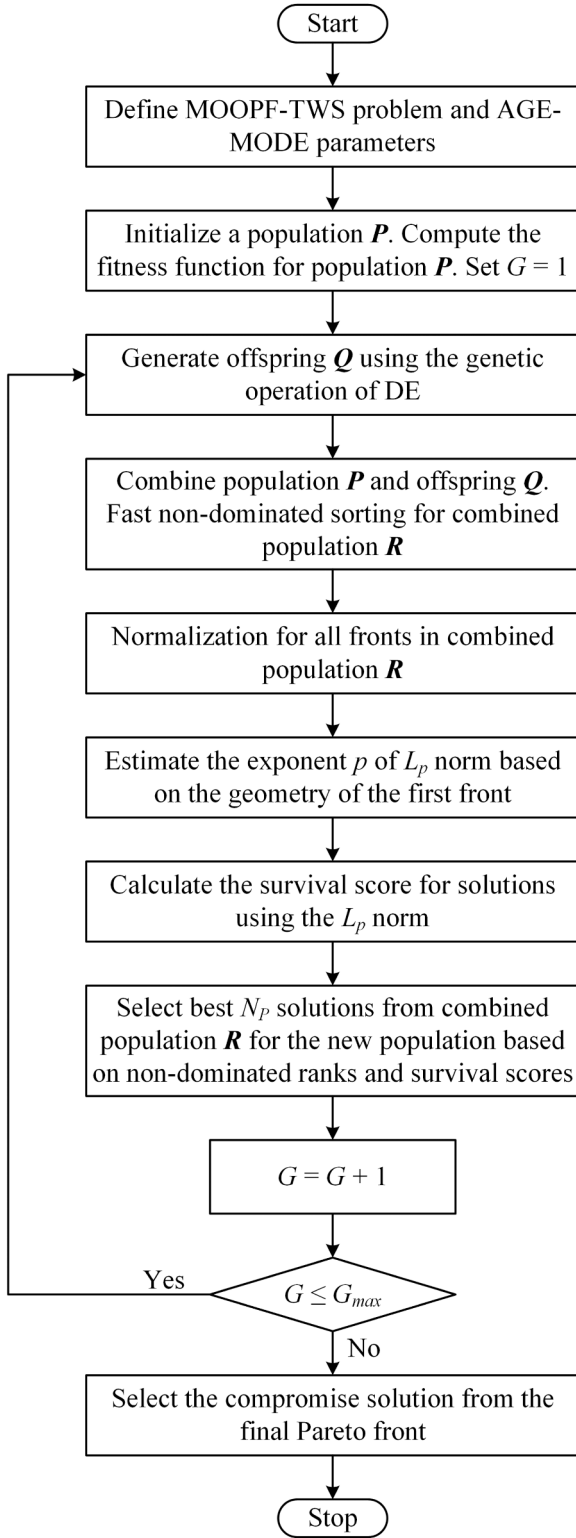 Start
Define MOOPF-TWS problem and AGE-
MODE parameters
Initialize a population P. Compute the
fitness function for population P. Set G = 1
Generate offspring Q using the genetic
operation of DE
Combine population P and offspring Q.
Fast non-dominated sorting for combined
population R
Normalization for all fronts in combined
population R
Estimate the exponent p of Lp norm based
on the geometry of the first front
Calculate the survival score for solutions
using the Lp norm
Select best NP solutions from combined
population R for the new population based
on non-dominated ranks and survival scores
G = G + 1
Yes
G ≤ Gmax
No
Select the compromise solution from the
final Pareto front
Stop